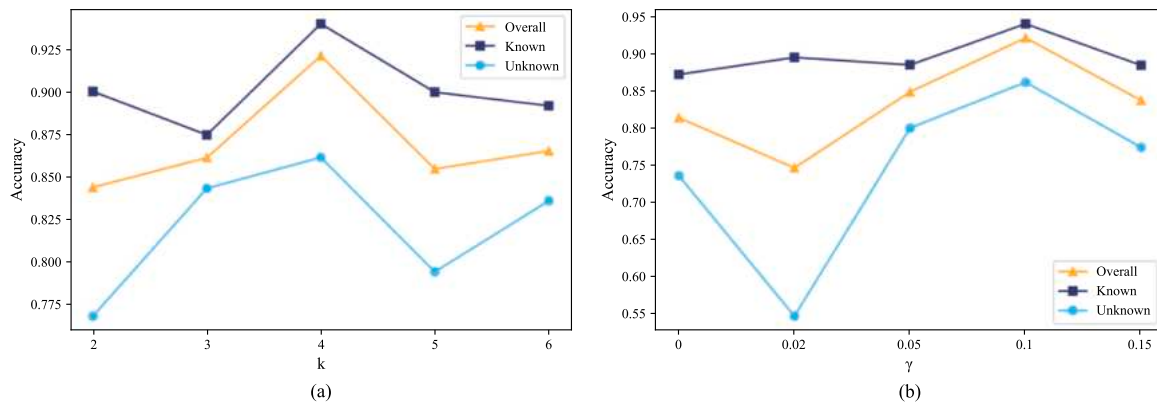 Accuracy
0.925
0.900
0.875
0.850
0.825
0.800
0.775
2 3 4 5 6
k
Overall
Known
Unknown
(a)
Accuracy
0.95
0.90
0.85
0.80
0.75
0.70
0.65
0.60
0.55
0 0.02 0.05 0.1 0.15
γ
Overall
Known
Unknown
(b)